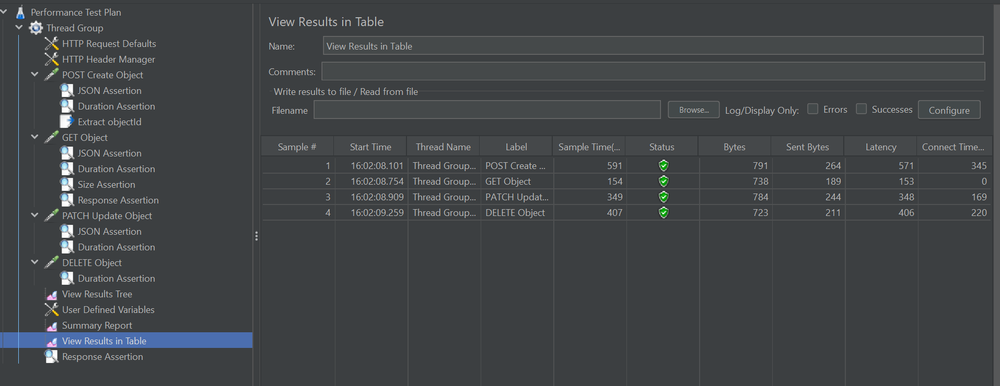 Performance Test Plan
Thread Group
HTTP Request Defaults
HTTP Header Manager
POST Create Object
JSON Assertion
Duration Assertion
Extract objectId
GET Object
JSON Assertion
Duration Assertion
Size Assertion
Response Assertion
PATCH Update Object
JSON Assertion
Duration Assertion
DELETE Object
Duration Assertion
View Results Tree
User Defined Variables
Summary Report
View Results in Table
Response Assertion
View Results in Table
Name: View Results in Table
Comments:
Write results to file / Read from file
Filename Browse... Log/Display Only: Errors Successes Configure
Sample # Start Time Thread Name Label Sample Time(... Status Bytes Sent Bytes Latency Connect Time...
1 16:02:08.101 Thread Group... POST Create ... 591 791 264 571 345
2 16:02:08.754 Thread Group... GET Object 154 738 189 153 0
3 16:02:08.909 Thread Group... PATCH Updat... 349 784 244 348 169
4 16:02:09.259 Thread Group... DELETE Object 407 723 211 406 220